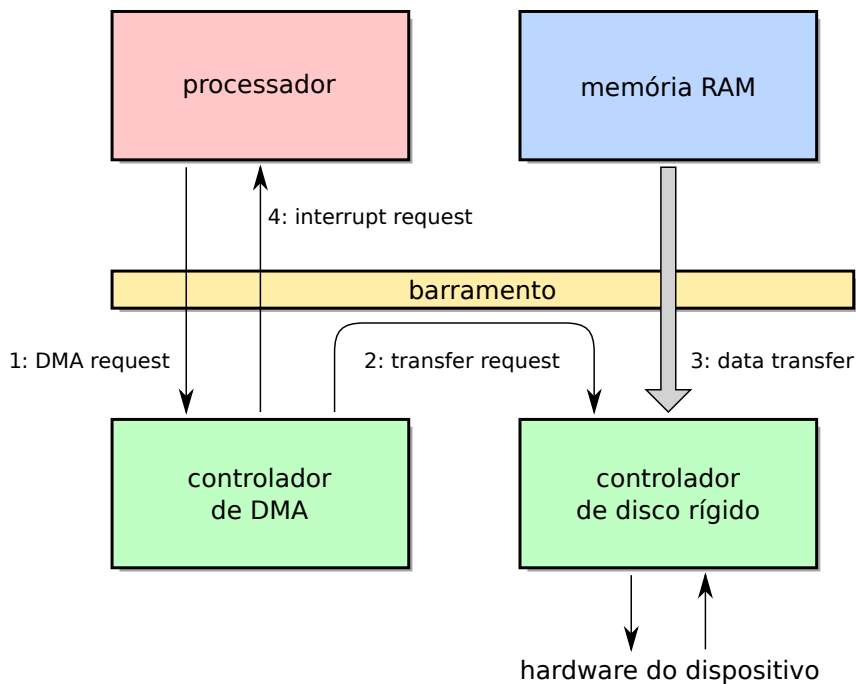 processador
memória RAM
4: interrupt request
barramento
1: DMA request
2: transfer request
3: data transfer
controlador
de DMA
controlador
de disco rígido
hardware do dispositivo